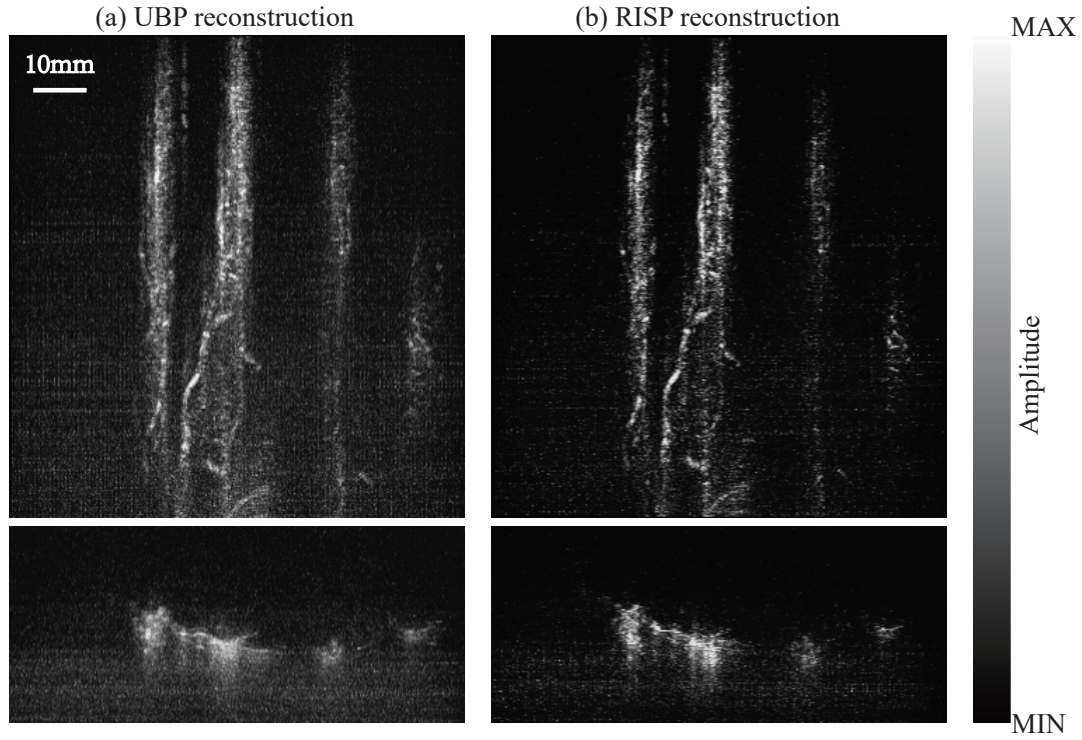 (a) UBP reconstruction
(b) RISP reconstruction
MAX
10mm
Amplitude
MIN